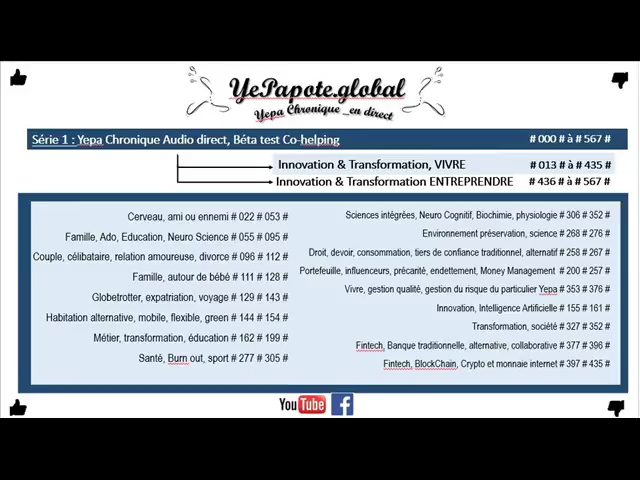 YePapote.global
Yepa Chronique _en direct
Série 1 : Yepa Chronique Audio direct, Béta test Co-helping # 000 # à # 567 #
Innovation & Transformation, VIVRE # 013 # à # 435 #
Innovation & Transformation ENTREPRENDRE # 436 # à # 567 #
Cerveau, ami ou ennemi # 022 # 053 #
Famille, Ado, Education, Neuro Science # 055 # 095 #
Couple, célibataire, relation amoureuse, divorce # 096 # 112 #
Famille, autour de bébé # 111 # 128 #
Globetrotter, expatriation, voyage # 129 # 143 #
Habitation alternative, mobile, flexible, green # 144 # 154 #
Métier, transformation, éducation # 162 # 199 #
Santé, Burn out, sport # 277 # 305 #
Sciences intégrées, Neuro Cognitif, Biochimie, physiologie # 306 # 352 #
Environnement préservation, science # 268 # 276 #
Droit, devoir, consommation, tiers de confiance traditionnel, alternatif # 258 # 267 #
Portefeuille, influenceurs, précarité, endettement, Money Management # 200 # 257 #
Vivre, gestion qualité, gestion du risque du particulier Yepa # 353 # 376 #
Innovation, Intelligence Artificielle # 155 # 161 #
Transformation, société # 327 # 352 #
Fintech, Banque traditionnelle, alternative, collaborative # 377 # 396 #
Fintech, BlockChain, Crypto et monnaie internet # 397 # 435 #
YouTube f